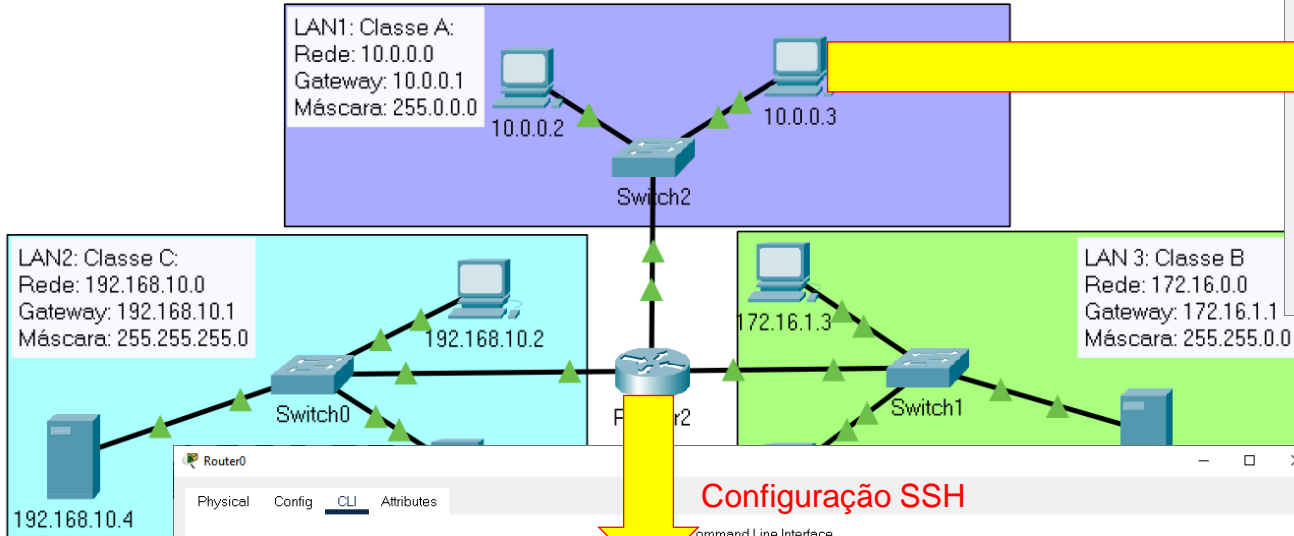 LAN1: Classe A:
Rede: 10.0.0.0
Gateway: 10.0.0.1
Máscara: 255.0.0.0
10.0.0.2
10.0.0.3
Switch2
LAN2: Classe C:
Rede: 192.168.10.0
Gateway: 192.168.10.1
Máscara: 255.255.255.0
192.168.10.2
Switch0
192.168.10.4
172.16.1.3
LAN 3: Classe B
Rede: 172.16.0.0
Gateway: 172.16.1.1
Máscara: 255.255.0.0
Switch1
Router0
Physical Config CLI Attributes
Configuração SSH
Line Interface